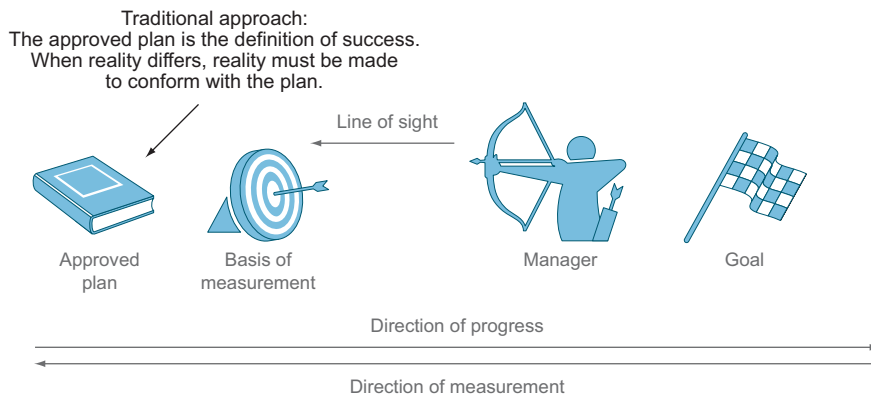 Traditional approach:
The approved plan is the definition of success.
When reality differs, reality must be made
to conform with the plan.
Line of sight
Approved
plan
Basis of
measurement
Manager
Goal
Direction of progress
Direction of measurement